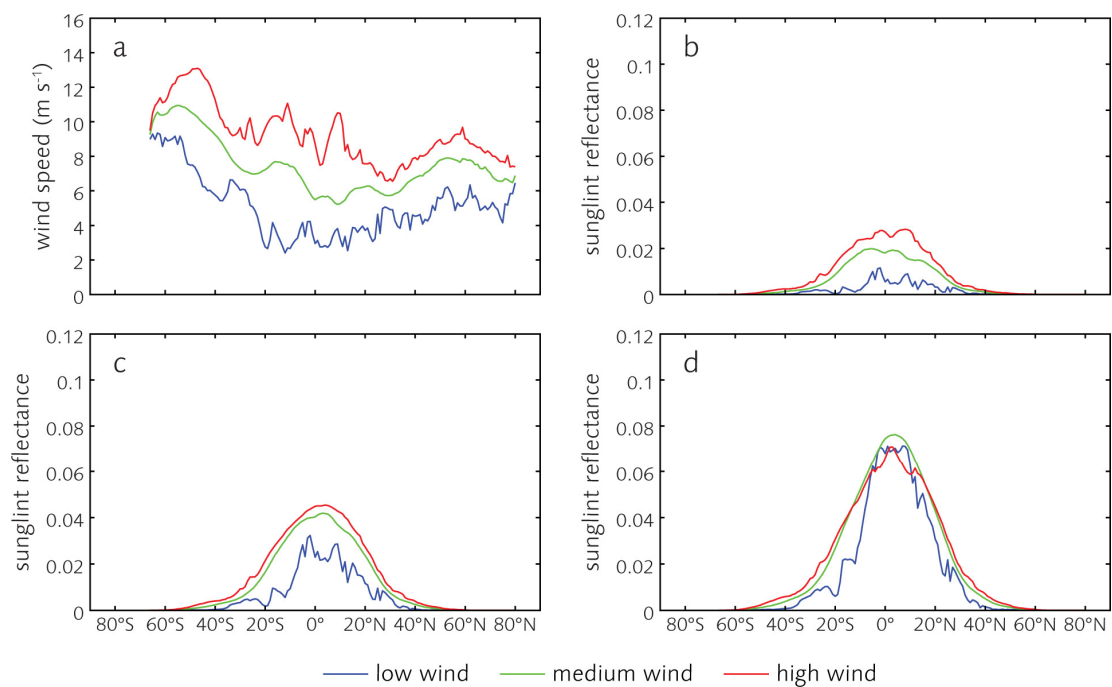 a
wind speed (m s⁻¹)
16
14
12
10
8
6
4
2
0
b
sunglint reflectance
0.12
0.1
0.08
0.06
0.04
0.02
0
c
sunglint reflectance
0.12
0.1
0.08
0.06
0.04
0.02
0
80°S 60°S 40°S 20°S 0° 20°N 40°N 60°N 80°N
d
sunglint reflectance
0.12
0.1
0.08
0.06
0.04
0.02
0
80°S 60°S 40°S 20°S 0° 20°N 40°N 60°N 80°N
low wind medium wind high wind